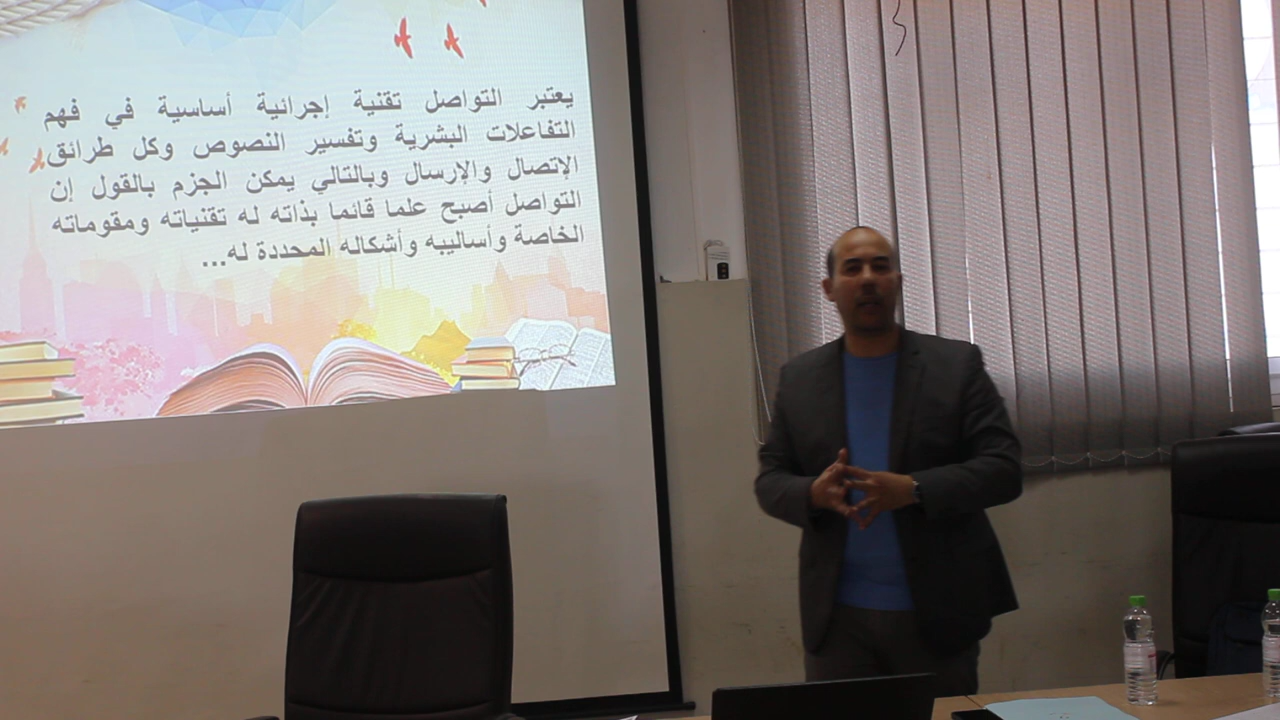 يعتبر التواصل تقنية إجرائية أساسية في فهم
التفاعلات البشرية وتفسير النصوص وكل طرائق
الإتصال والإرسال وبالتالي يمكن الجزم بالقول إن
التواصل أصبح علما قائما بذاته له تقنياته ومقوماته
الخاصة وأساليبه وأشكاله المحددة له...